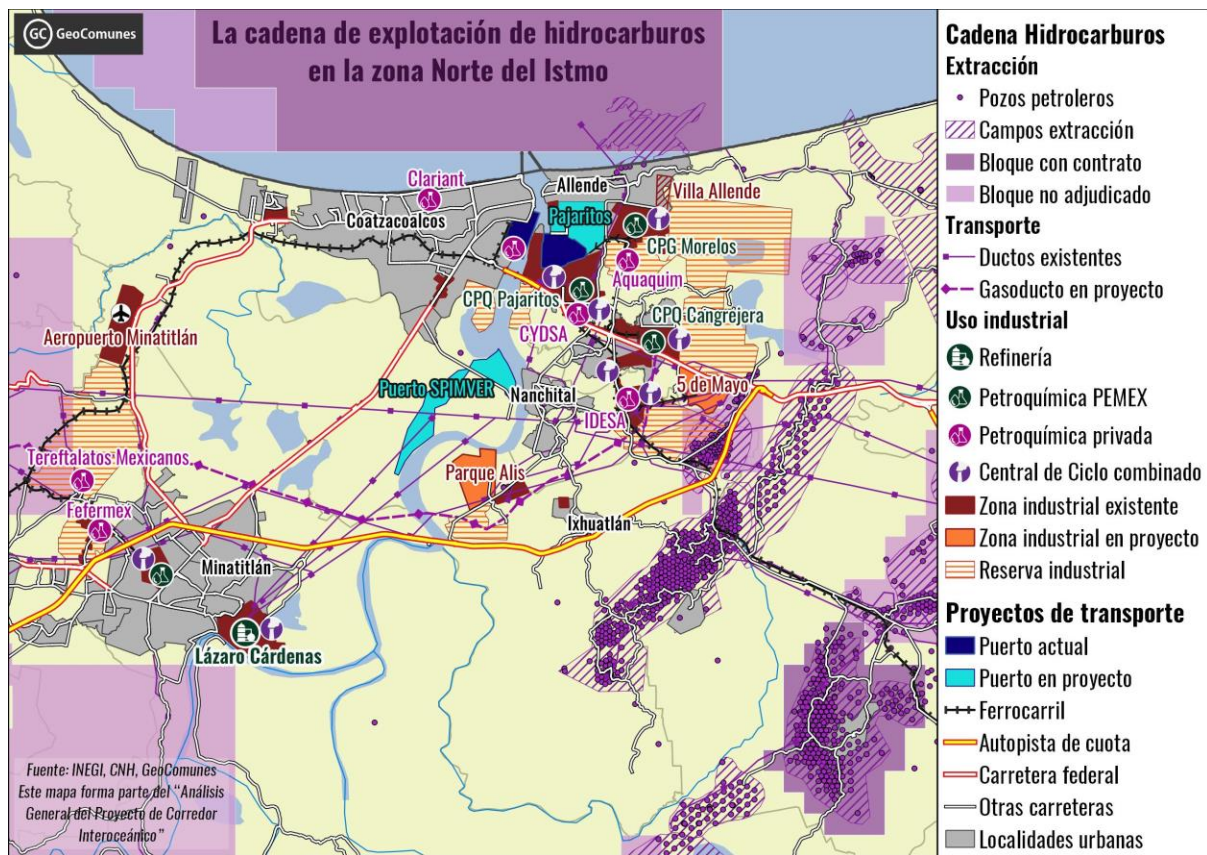 GC GeoComunes
La cadena de explotación de hidrocarburos
en la zona Norte del Istmo
Clariant
Coatzacoalcos
Allende
Villa Allende
Pajaritos
CPG Morelos
Aquaquim
CPQ Pajaritos
CYDSA
CPQ Cangrejera
Aeropuerto Minatitlán
Puerto SPIMVER
Nanchital
5 de Mayo
IDESA
Tereftalatos Mexicanos
Parque Alis
Fefermex
Ixhuatlán
Minatitlán
Lázaro Cárdenas
Fuente: INEGI, CNH, GeoComunes
Este mapa forma parte del “Análisis
General del Proyecto de Corredor
Interoceánico”
Cadena Hidrocarburos
Extracción
Pozos petroleros
Campos extracción
Bloque con contrato
Bloque no adjudicado
Transporte
Ductos existentes
Gasoducto en proyecto
Uso industrial
Refinería
Petroquímica PEMEX
Petroquímica privada
Central de Ciclo combinado
Zona industrial existente
Zona industrial en proyecto
Reserva industrial
Proyectos de transporte
Puerto actual
Puerto en proyecto
Ferrocarril
Autopista de cuota
Carretera federal
Otras carreteras
Localidades urbanas